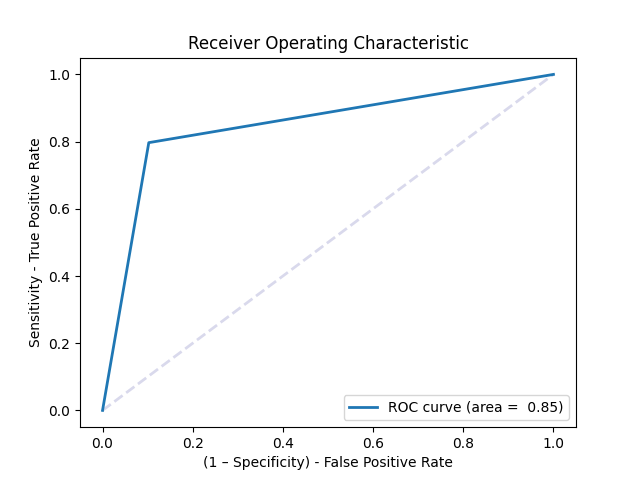 Receiver Operating Characteristic
1.0
0.8
0.6
0.4
0.2
0.0
Sensitivity - True Positive Rate
ROC curve (area =  0.85)
0.0 0.2 0.4 0.6 0.8 1.0
(1 – Specificity) - False Positive Rate